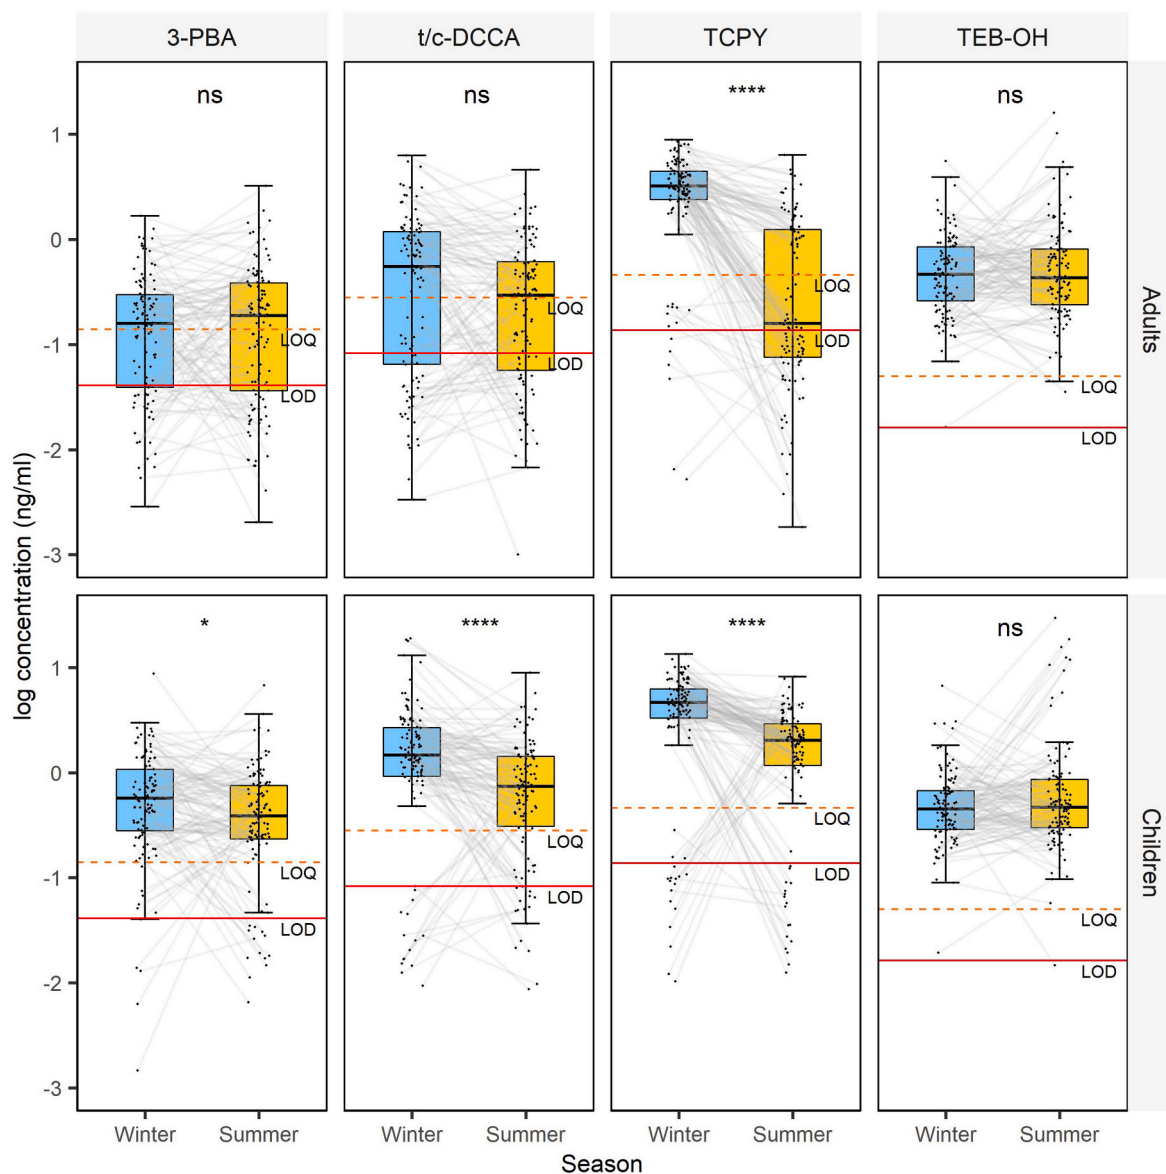 3-PBA
t/c-DCCA
TCPY
TEB-OH
ns
ns
****
ns
1
0
-1
-2
-3
LOQ
LOD
LOQ
LOD
LOQ
LOD
LOQ
LOD
Adults
log concentration (ng/ml)
*
****
****
ns
1
0
-1
-2
-3
LOQ
LOD
LOQ
LOD
LOQ
LOD
LOQ
LOD
Children
Winter
Summer
Winter
Summer
Winter
Summer
Winter
Summer
Season